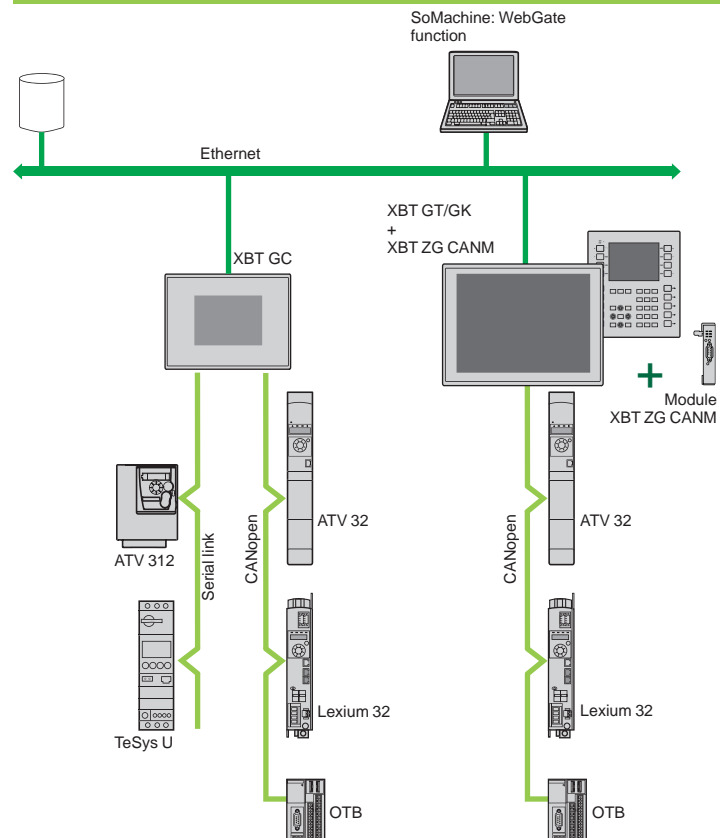 SoMachine: WebGate
function
Ethernet
XBT GT/GK
+
XBT ZG CANM
XBT GC
Module
XBT ZG CANM
ATV 32
ATV 32
ATV 312
Serial link
CANopen
CANopen
Lexium 32
Lexium 32
TeSys U
OTB
OTB